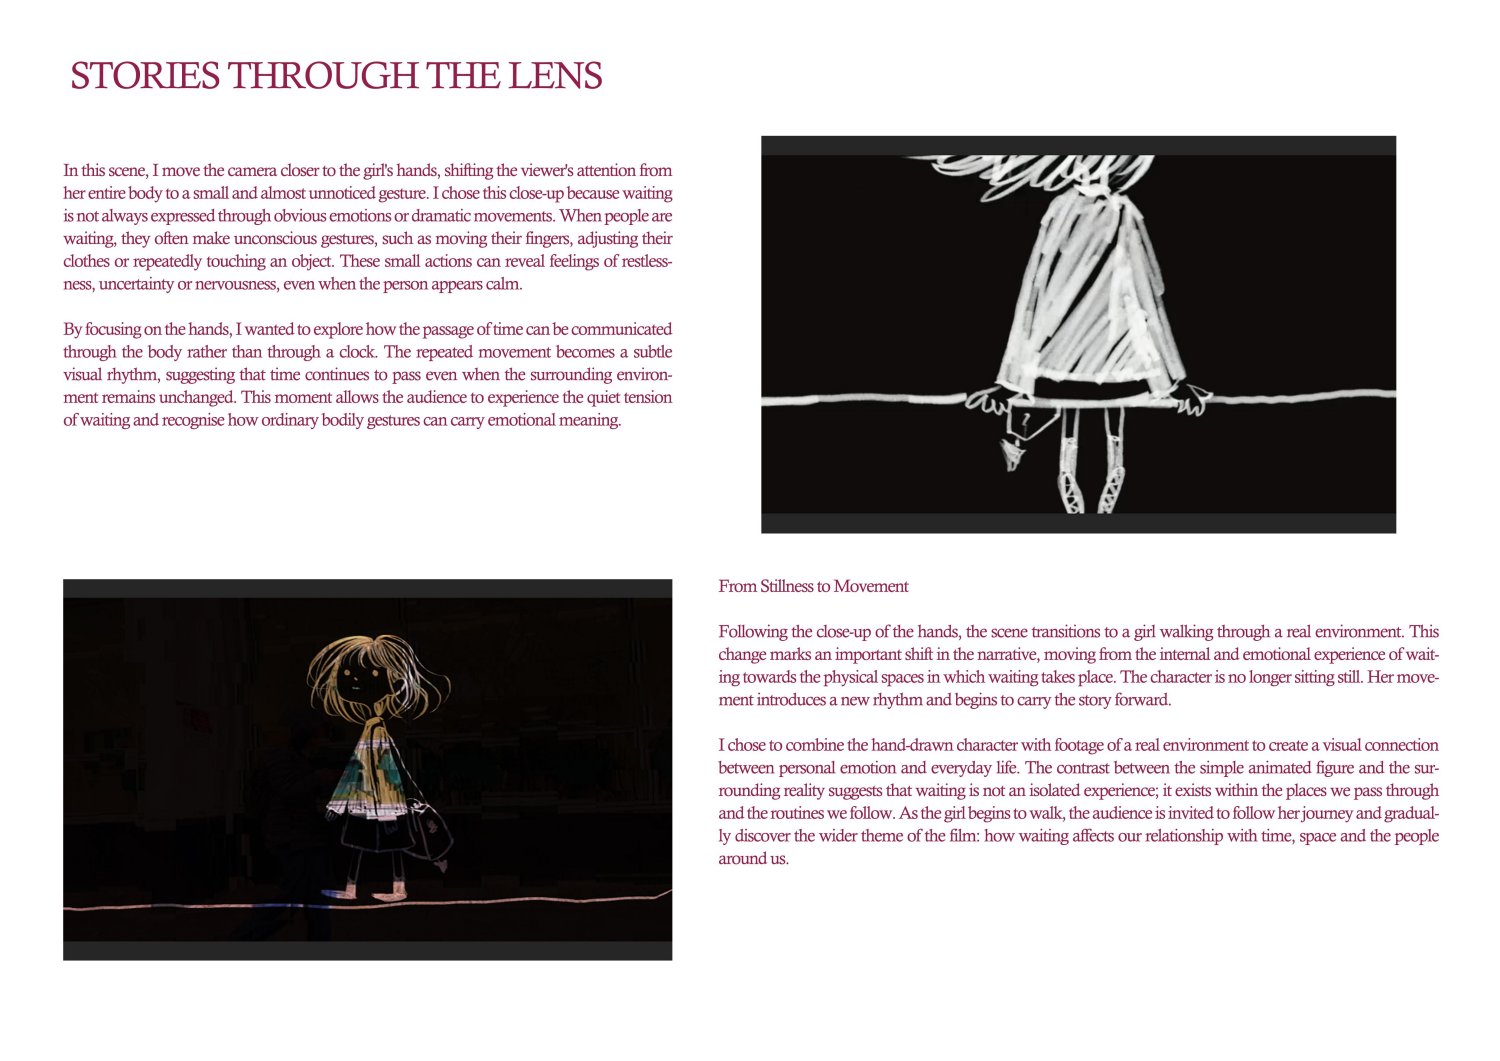 STORIES THROUGH THE LENS
In this scene, I move the camera closer to the girl's hands, shifting the viewer's attention from
her entire body to a small and almost unnoticed gesture. I chose this close-up because waiting
is not always expressed through obvious emotions or dramatic movements. When people are
waiting, they often make unconscious gestures, such as moving their fingers, adjusting their
clothes or repeatedly touching an object. These small actions can reveal feelings of restless-
ness, uncertainty or nervousness, even when the person appears calm.
By focusing on the hands, I wanted to explore how the passage of time can be communicated
through the body rather than through a clock. The repeated movement becomes a subtle
visual rhythm, suggesting that time continues to pass even when the surrounding environ-
ment remains unchanged. This moment allows the audience to experience the quiet tension
of waiting and recognise how ordinary bodily gestures can carry emotional meaning.
From Stillness to Movement
Following the close-up of the hands, the scene transitions to a girl walking through a real environment. This
change marks an important shift in the narrative, moving from the internal and emotional experience of wait-
ing towards the physical spaces in which waiting takes place. The character is no longer sitting still. Her move-
ment introduces a new rhythm and begins to carry the story forward.
I chose to combine the hand-drawn character with footage of a real environment to create a visual connection
between personal emotion and everyday life. The contrast between the simple animated figure and the sur-
rounding reality suggests that waiting is not an isolated experience; it exists within the places we pass through
and the routines we follow. As the girl begins to walk, the audience is invited to follow her journey and gradual-
ly discover the wider theme of the film: how waiting affects our relationship with time, space and the people
around us.